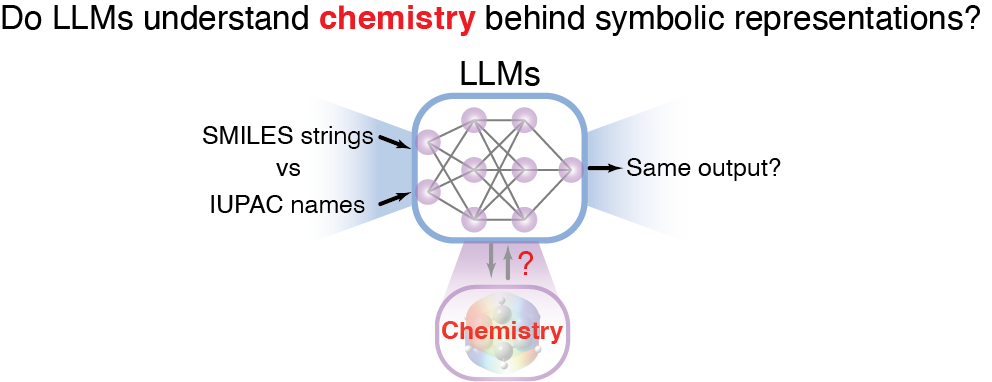 Do LLMs understand chemistry behind symbolic representations?
LLMs
SMILES strings
vs
IUPAC names
Same output?
?
Chemistry